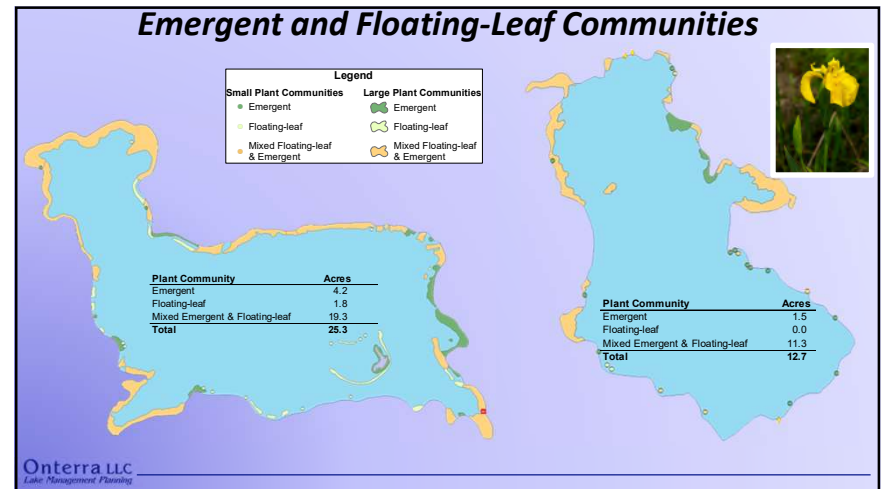 Emergent and Floating-Leaf Communities
Legend
Small Plant Communities Large Plant Communities
Emergent Emergent
Floating-leaf Floating-leaf
Mixed Floating-leaf & Emergent Mixed Floating-leaf & Emergent
Plant Community Acres
Emergent 4.2
Floating-leaf 1.8
Mixed Emergent & Floating-leaf 19.3
Total 25.3
Plant Community Acres
Emergent 1.5
Floating-leaf 0.0
Mixed Emergent & Floating-leaf 11.3
Total 12.7
Onterra LLC
Lake Management Planning